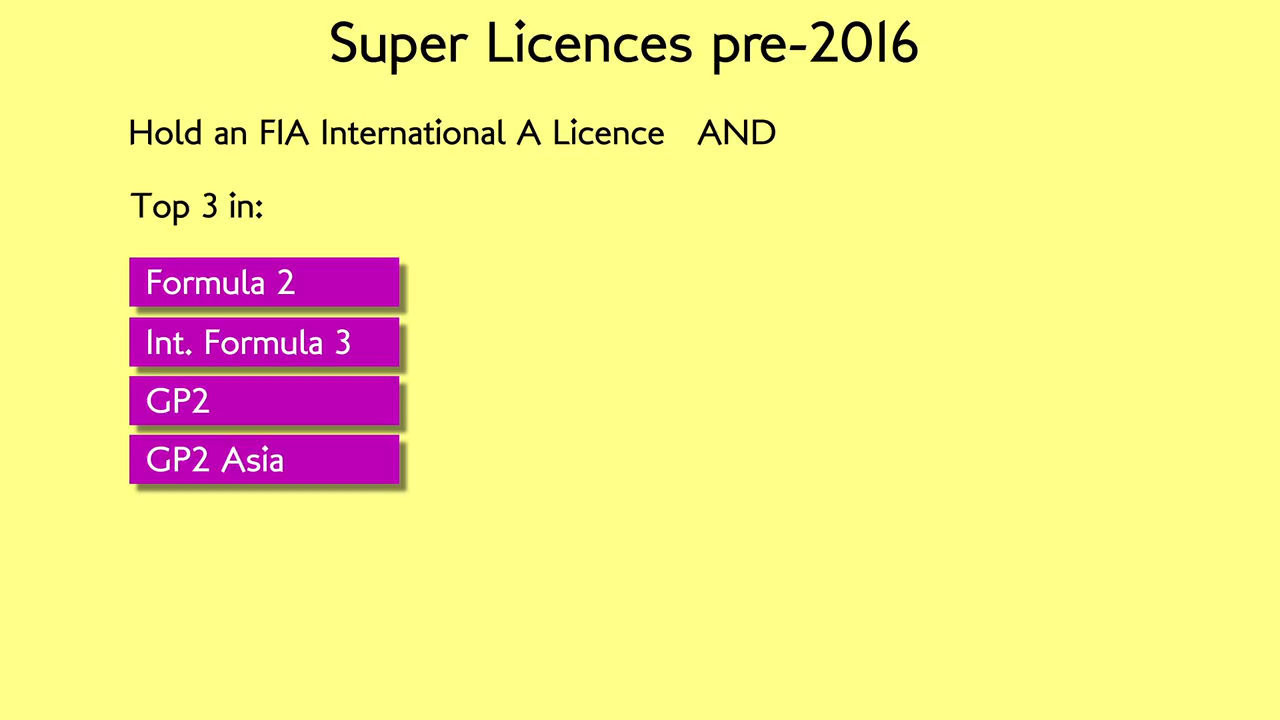 Super Licences pre-2016
Hold an FIA International A Licence AND
Top 3 in:
Formula 2
Int. Formula 3
GP2
GP2 Asia